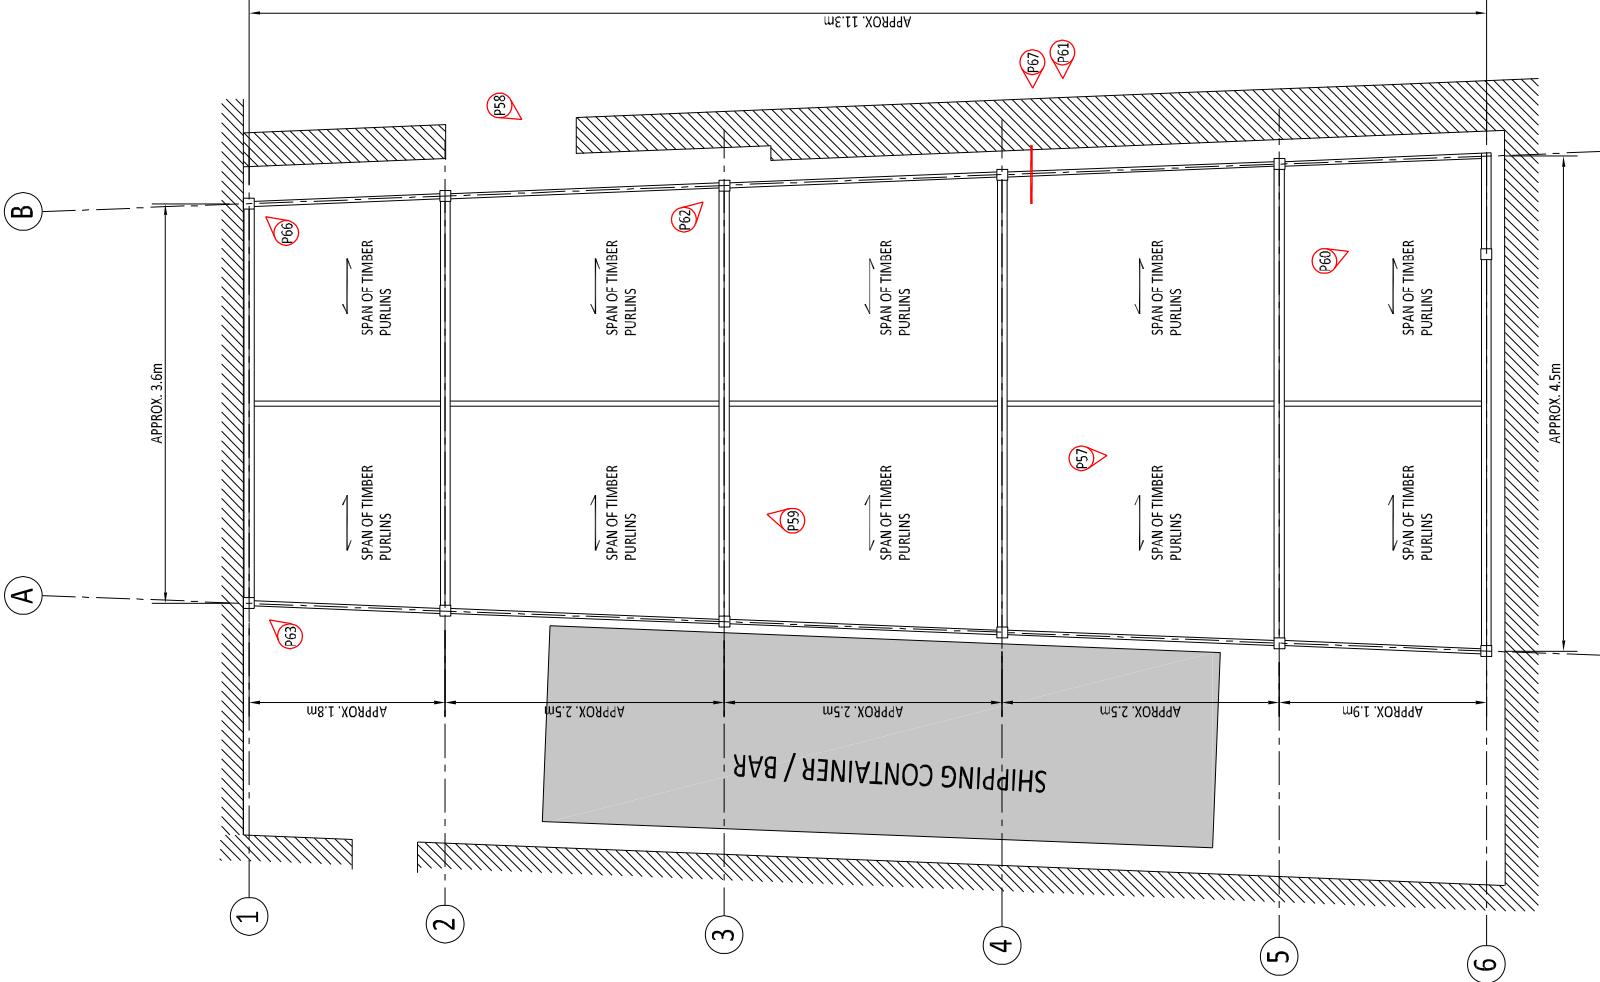 APPROX. 11.3m
P67
P61
P58
B
P66
P62
P60
SPAN OF TIMBER
PURLINS
SPAN OF TIMBER
PURLINS
SPAN OF TIMBER
PURLINS
SPAN OF TIMBER
PURLINS
SPAN OF TIMBER
PURLINS
APPROX. 3.6m
APPROX. 4.5m
P57
P59
SPAN OF TIMBER
PURLINS
SPAN OF TIMBER
PURLINS
SPAN OF TIMBER
PURLINS
SPAN OF TIMBER
PURLINS
SPAN OF TIMBER
PURLINS
A
P63
APPROX. 1.8m
APPROX. 2.5m
APPROX. 2.5m
APPROX. 2.5m
APPROX. 1.9m
SHIPPING CONTAINER / BAR
1
2
3
4
5
6